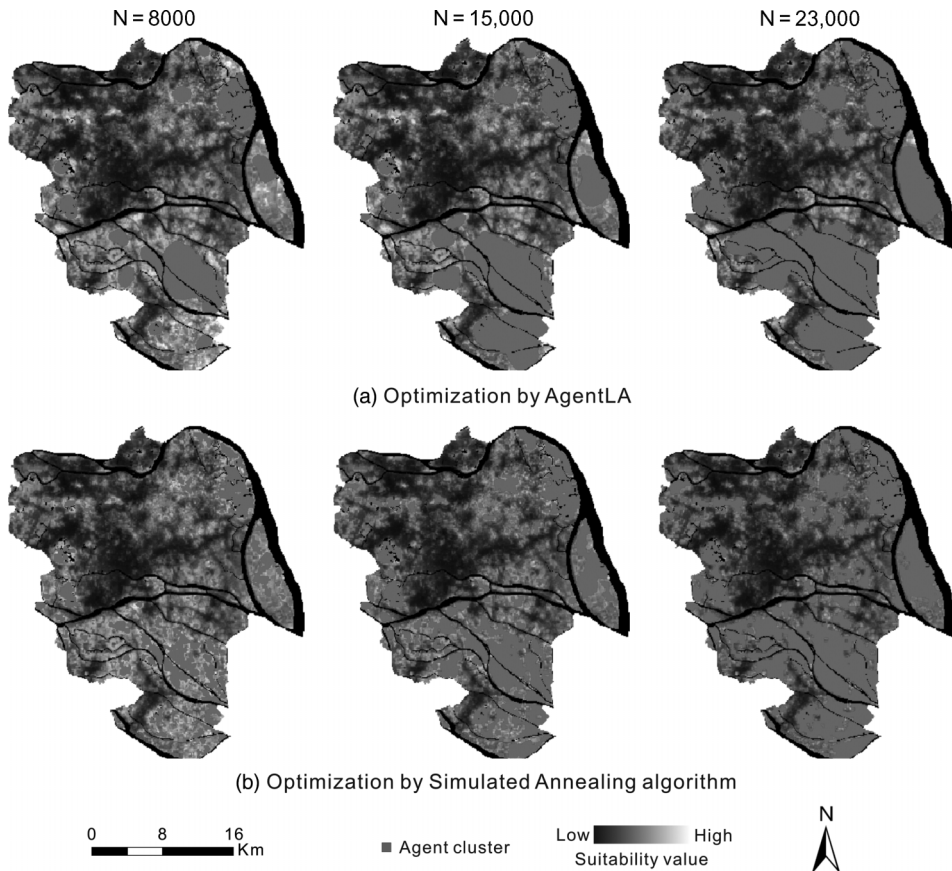 N = 8000 N = 15,000 N = 23,000
(a) Optimization by AgentLA
(b) Optimization by Simulated Annealing algorithm
0 8 16
Km
Agent cluster
Low High
Suitability value
N